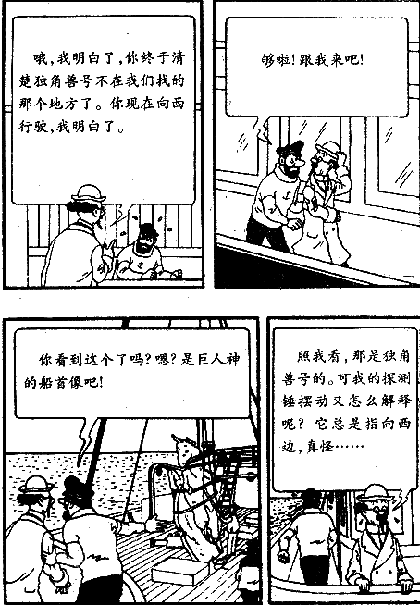 哦，我明白了，你终于清
楚独角兽号不在我们找的
那个地方了。你现在向西
行驶，我明白了。
够啦！跟我来吧！
你看到这个了吗？嗯？是巨人神
的船首像吧！
照我看，那是独角
兽号的。可我的探测
锤摆动又怎么解释
呢？它总是指向西
边，真怪……